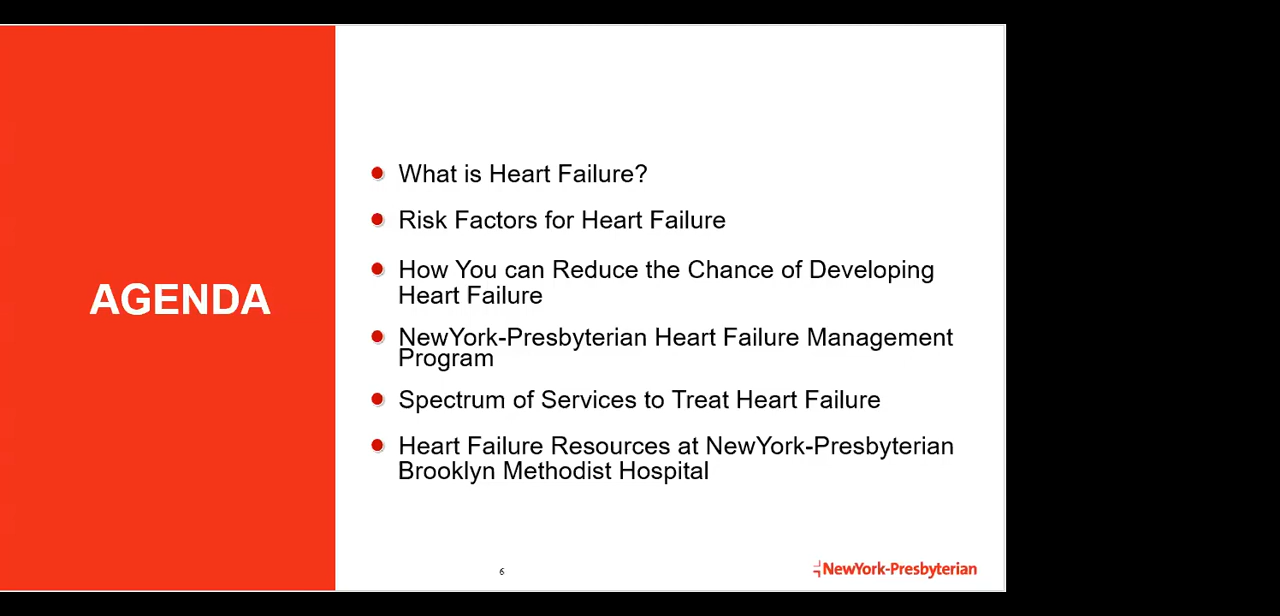 AGENDA
What is Heart Failure?
Risk Factors for Heart Failure
How You can Reduce the Chance of Developing
Heart Failure
NewYork-Presbyterian Heart Failure Management
Program
Spectrum of Services to Treat Heart Failure
Heart Failure Resources at NewYork-Presbyterian
Brooklyn Methodist Hospital
6
NewYork-Presbyterian